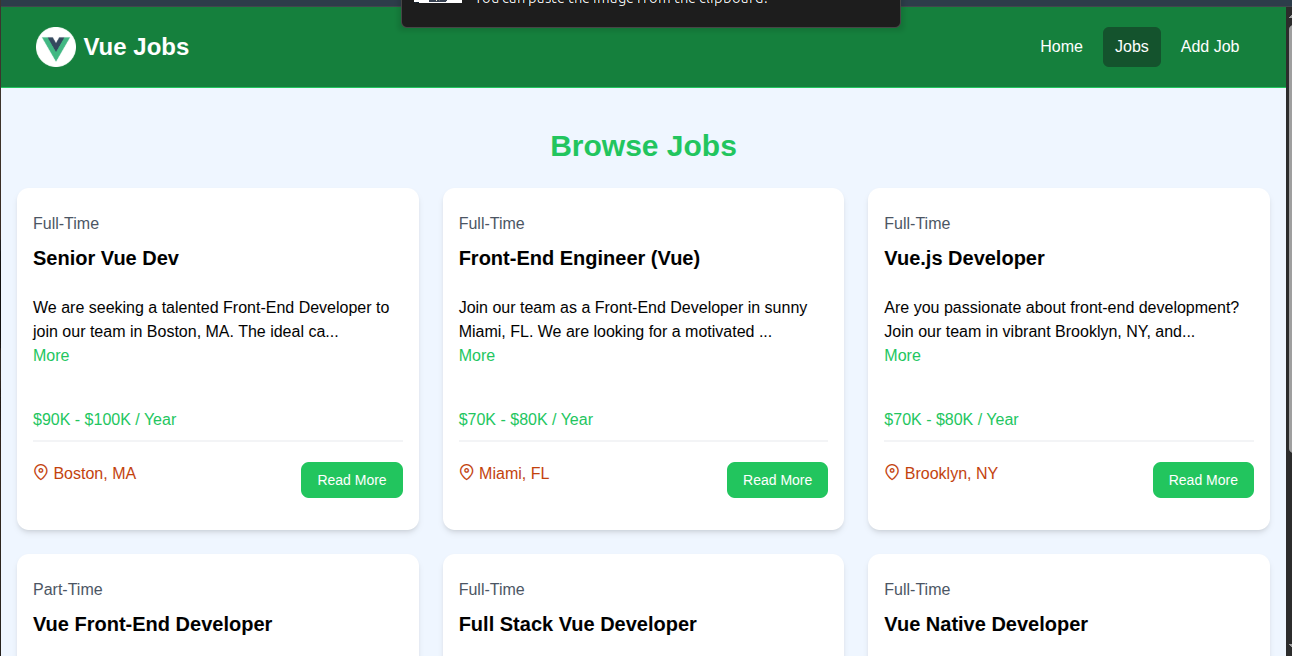 You can paste the image from the clipboard.
Vue Jobs
Home
Jobs
Add Job
Browse Jobs
Full-Time
Senior Vue Dev
We are seeking a talented Front-End Developer to
join our team in Boston, MA. The ideal ca...
More
$90K - $100K / Year
Boston, MA
Read More
Full-Time
Front-End Engineer (Vue)
Join our team as a Front-End Developer in sunny
Miami, FL. We are looking for a motivated ...
More
$70K - $80K / Year
Miami, FL
Read More
Full-Time
Vue.js Developer
Are you passionate about front-end development?
Join our team in vibrant Brooklyn, NY, and...
More
$70K - $80K / Year
Brooklyn, NY
Read More
Part-Time
Vue Front-End Developer
Full-Time
Full Stack Vue Developer
Full-Time
Vue Native Developer